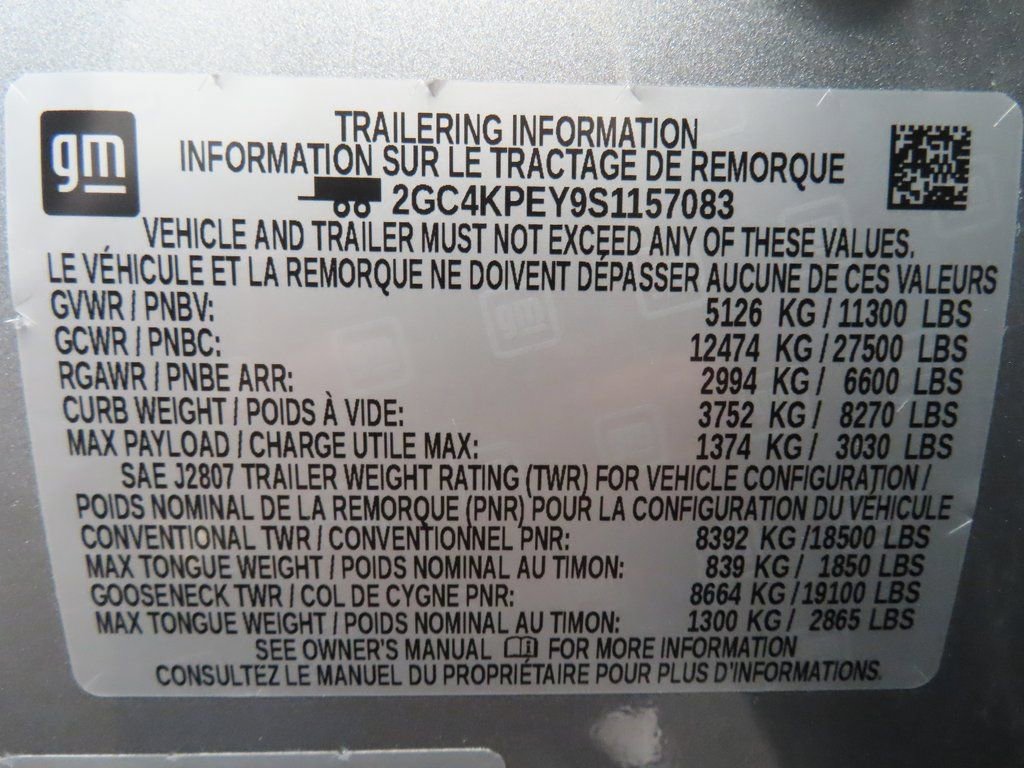 gm
TRAILERING INFORMATION
INFORMATION SUR LE TRACTAGE DE REMORQUE
2GC4KPEY9S1157083
VEHICLE AND TRAILER MUST NOT EXCEED ANY OF THESE VALUES.
LE VÉHICULE ET LA REMORQUE NE DOIVENT DÉPASSER AUCUNE DE CES VALEURS
GVWR / PNBV: 5126 KG / 11300 LBS
GCWR / PNBC: 12474 KG / 27500 LBS
RGAWR / PNBE ARR: 2994 KG / 6600 LBS
CURB WEIGHT / POIDS À VIDE: 3752 KG / 8270 LBS
MAX PAYLOAD / CHARGE UTILE MAX: 1374 KG / 3030 LBS
SAE J2807 TRAILER WEIGHT RATING (TWR) FOR VEHICLE CONFIGURATION /
POIDS NOMINAL DE LA REMORQUE (PNR) POUR LA CONFIGURATION DU VÉHICULE
CONVENTIONAL TWR / CONVENTIONNEL PNR: 8392 KG /18500 LBS
MAX TONGUE WEIGHT / POIDS NOMINAL AU TIMON: 839 KG / 1850 LBS
GOOSENECK TWR / COL DE CYGNE PNR: 8664 KG /19100 LBS
MAX TONGUE WEIGHT / POIDS NOMINAL AU TIMON: 1300 KG / 2865 LBS
SEE OWNER'S MANUAL FOR MORE INFORMATION
CONSULTEZ LE MANUEL DU PROPRIÉTAIRE POUR PLUS D'INFORMATIONS.